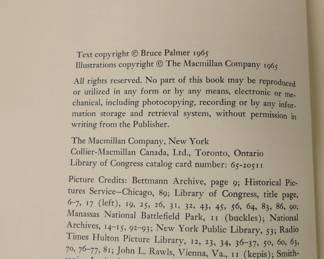 Text copyright © Bruce Palmer 1965
Illustrations copyright © The Macmillan Company 1965
All rights reserved. No part of this book may be reproduced
or utilized in any form or by any means, electronic or me-
chanical, including photocopying, recording or by any infor-
mation storage and retrieval system, without permission in
writing from the Publisher.
The Macmillan Company, New York
Collier-Macmillan Canada, Ltd., Toronto, Ontario
Library of Congress catalog card number: 65-20511
Picture Credits: Bettmann Archive, page 9; Historical Pic-
tures Service—Chicago, 89; Library of Congress, title page,
6-7, 17 (left), 19, 25, 26, 31, 32, 43, 45, 56, 64, 83, 86, 90;
Manassas National Battlefield Park, 11 (buckles); National
Archives, 14-15, 92-93; New York Public Library, 53; Radio
Times Hulton Picture Library, 12, 23, 34, 36-37, 50, 60, 63,
70, 76-77, 81; John L. Rawls, Vienna, Va., 11 (kepis); Smith-